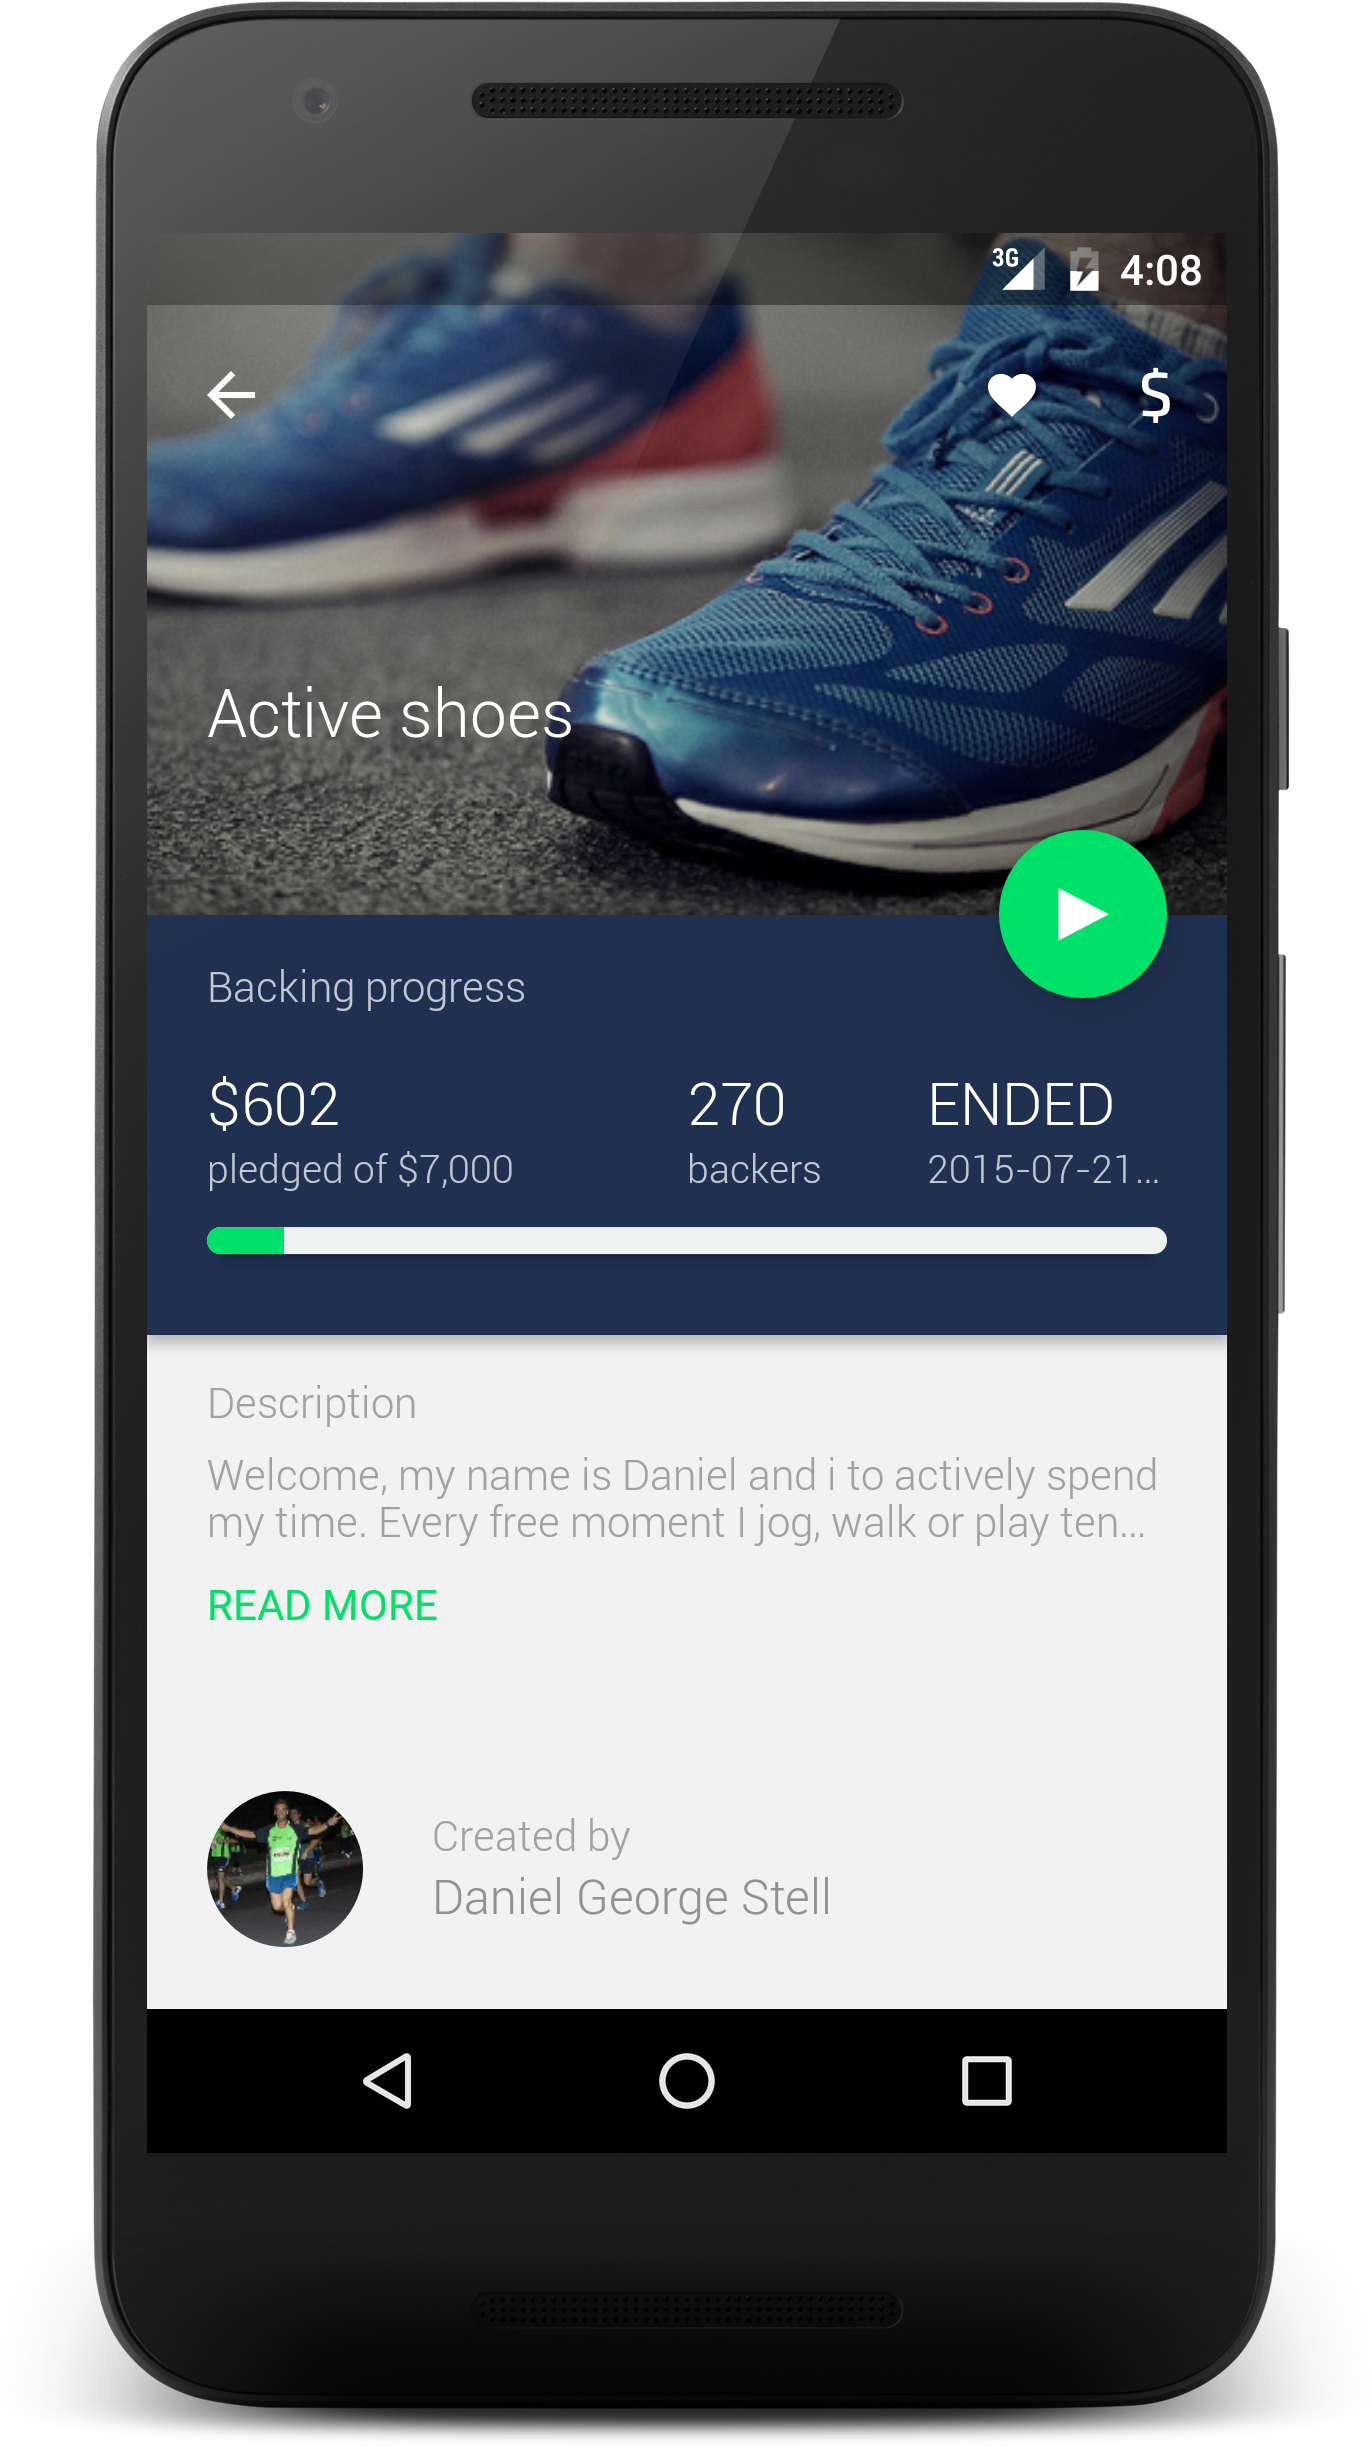 3G 4:08
$
Active shoes
Backing progress
$602 270 ENDED
pledged of $7,000 backers 2015-07-21...
Description
Welcome, my name is Daniel and i to actively spend
my time. Every free moment I jog, walk or play ten...
READ MORE
Created by
Daniel George Stell